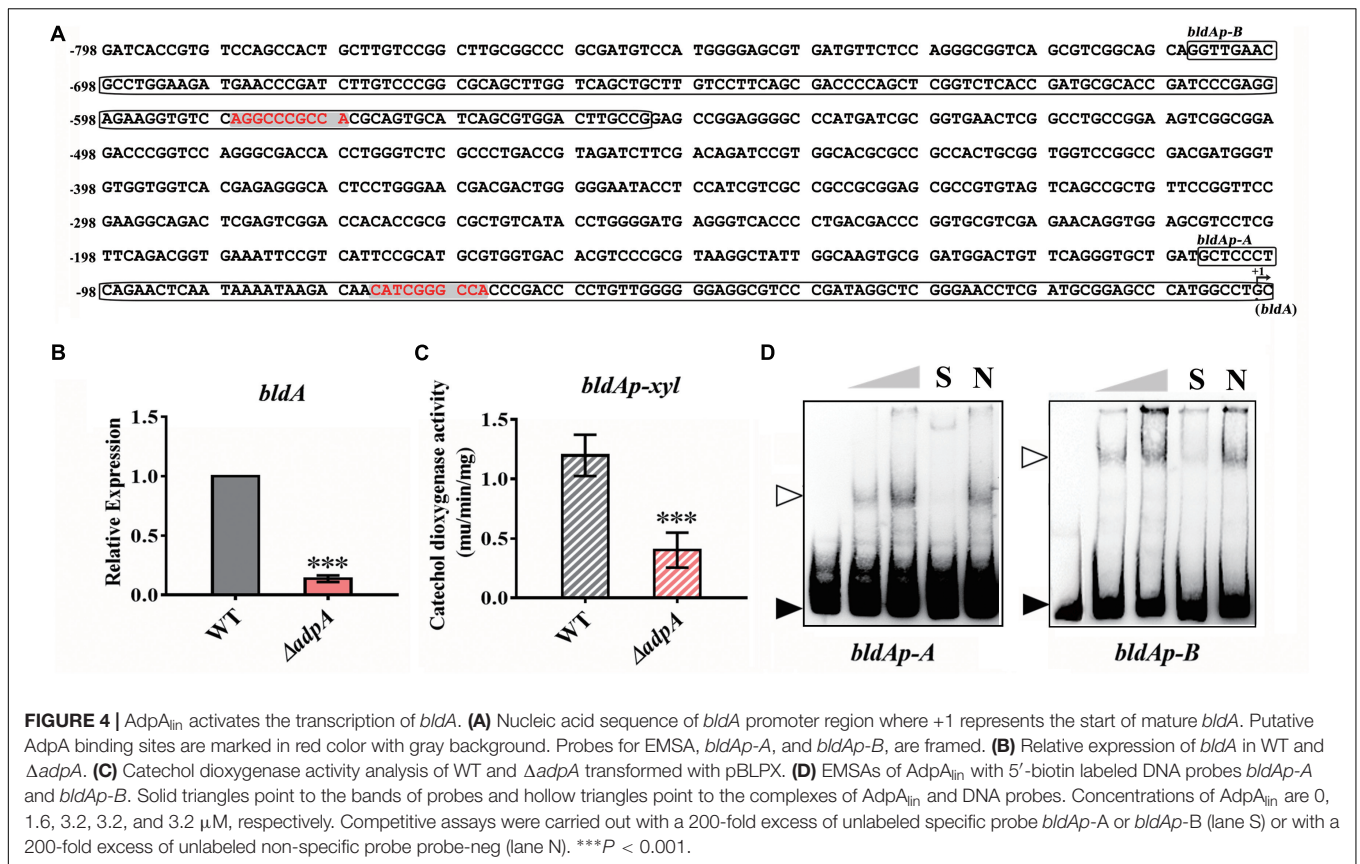 A
bldAp-B
-798 GATCACCGTG TCCAGCCACT GCTTGTCCGG CTTGCGGCCC GCGATGTCCA TGGGGAGCGT GATGTTCTCC AGGGCGGTCA GCGTCGGCAG CAGGTTGAAC
-698 GCCTGGAAGA TGAACCCGAT CTTGTCCCGG CGCAGCTTGG TCAGCTGCTT GTCCTTCAGC GACCCCAGCT CGGTCTCACC GATGCGCACC GATCCCGAGG
-598 AGAAGGTGTC CAGGCCCGCC ACGCAGTGCA TCAGCGTGGA CTTGCCGGAG CCGGAGGGGC CCATGATCGC GGTGAACTCG GCCTGCCGGA AGTCGGCGGA
-498 GACCCGGTCC AGGGCGACCA CCTGGGTCTC GCCCTGACCG TAGATCTTCG ACAGATCCGT GGCACGCGCC GCCACTGCGG TGGTCCGGCC GACGATGGGT
-398 GTGGTGGTCA CGAGAGGGCA CTCCTGGGAA CGACGACTGG GGGAATACCT CCATCGTCGC CGCCGCGGAG CGCCGTGTAG TCAGCCGCTG TTCCGGTTCC
-298 GAAGGCAGAC TCGAGTCGGA CCACACCGCG CGCTGTCATA CCTGGGGATG AGGGTCACCC CTGACGACCC GGTGCGTCGA GAACAGGTGG AGCGTCCTCG
bldAp-A
-198 TTCAGACGGT GAAATTCCGT CATTCCGCAT GCGTGGTGAC ACGTCCCGCG TAAGGCTATT GGCAAGTGCG GATGGACTGT TCAGGGTGCT GATGCTCCCT
+1
-98 CAGAACTCAA TAAAATAAGA CAACATCGGG CCACCCGACC CCTGTTGGGG GGAGGCGTCC CGATAGGCTC GGGAACCTCG ATGCGGAGCC CATGGCCTGC
(bldA)
B
bldA
Relative Expression
1.5
1.0
0.5
0.0
***
WT
ΔadpA
C
bldAp-xyl
Catechol dioxygenase activity
(mu/min/mg)
1.5
1.0
0.5
0.0
***
WT
ΔadpA
D
S N
S N
bldAp-A
bldAp-B
FIGURE 4 | AdpAlin activates the transcription of bldA. (A) Nucleic acid sequence of bldA promoter region where +1 represents the start of mature bldA. Putative
AdpA binding sites are marked in red color with gray background. Probes for EMSA, bldAp-A, and bldAp-B, are framed. (B) Relative expression of bldA in WT and
ΔadpA. (C) Catechol dioxygenase activity analysis of WT and ΔadpA transformed with pBLPX. (D) EMSAs of AdpAlin with 5′-biotin labeled DNA probes bldAp-A
and bldAp-B. Solid triangles point to the bands of probes and hollow triangles point to the complexes of AdpAlin and DNA probes. Concentrations of AdpAlin are 0,
1.6, 3.2, 3.2, and 3.2 μM, respectively. Competitive assays were carried out with a 200-fold excess of unlabeled specific probe bldAp-A or bldAp-B (lane S) or with a
200-fold excess of unlabeled non-specific probe probe-neg (lane N). ***P < 0.001.